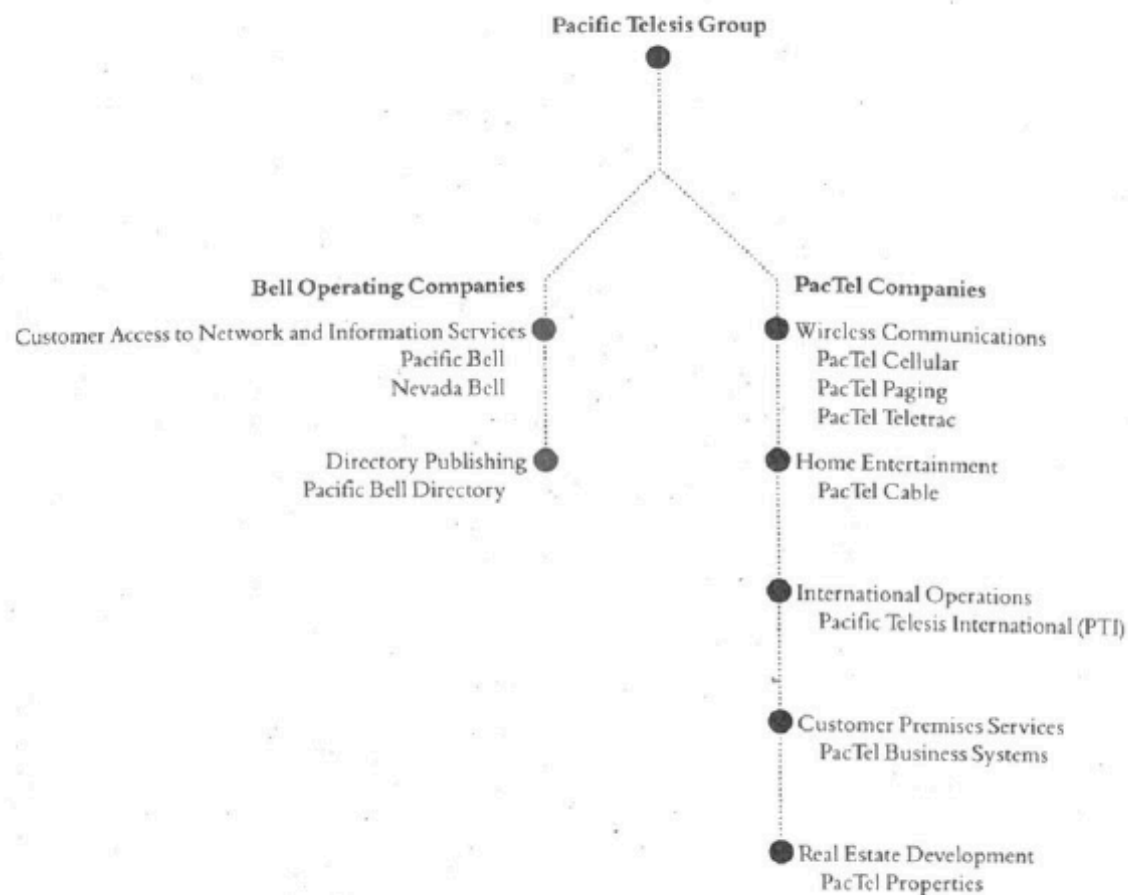 Pacific Telesis Group
Bell Operating Companies
Customer Access to Network and Information Services
Pacific Bell
Nevada Bell
Directory Publishing
Pacific Bell Directory
PacTel Companies
Wireless Communications
PacTel Cellular
PacTel Paging
PacTel Teletrac
Home Entertainment
PacTel Cable
International Operations
Pacific Telesis International (PTI)
Customer Premises Services
PacTel Business Systems
Real Estate Development
PacTel Properties